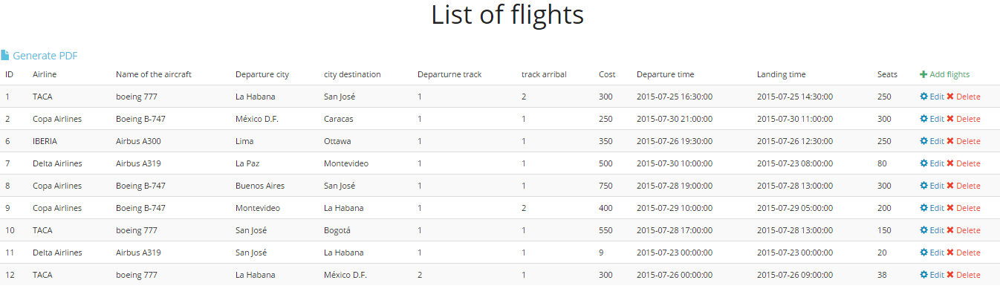 List of flights
Generate PDF
ID Airline Name of the aircraft Departure city city destination Departurne track track arribal Cost Departure time Landing time Seats Add flights
1 TACA boeing 777 La Habana San José 1 2 300 2015-07-25 16:30:00 2015-07-25 14:30:00 250 Edit Delete
2 Copa Airlines Boeing B-747 México D.F. Caracas 1 1 250 2015-07-30 21:00:00 2015-07-30 11:00:00 300 Edit Delete
6 IBERIA Airbus A300 Lima Ottawa 1 1 350 2015-07-26 19:30:00 2015-07-26 12:30:00 250 Edit Delete
7 Delta Airlines Airbus A319 La Paz Montevideo 1 1 500 2015-07-30 10:00:00 2015-07-23 08:00:00 80 Edit Delete
8 Copa Airlines Boeing B-747 Buenos Aires San José 1 1 750 2015-07-28 19:00:00 2015-07-28 13:00:00 300 Edit Delete
9 Copa Airlines Boeing B-747 Montevideo La Habana 1 2 400 2015-07-29 10:00:00 2015-07-29 05:00:00 200 Edit Delete
10 TACA boeing 777 San José Bogotá 1 1 550 2015-07-28 17:00:00 2015-07-28 13:00:00 150 Edit Delete
11 Delta Airlines Airbus A319 San José La Habana 1 1 9 2015-07-23 00:00:00 2015-07-23 00:00:00 20 Edit Delete
12 TACA boeing 777 La Habana México D.F. 2 1 300 2015-07-26 00:00:00 2015-07-26 09:00:00 38 Edit Delete